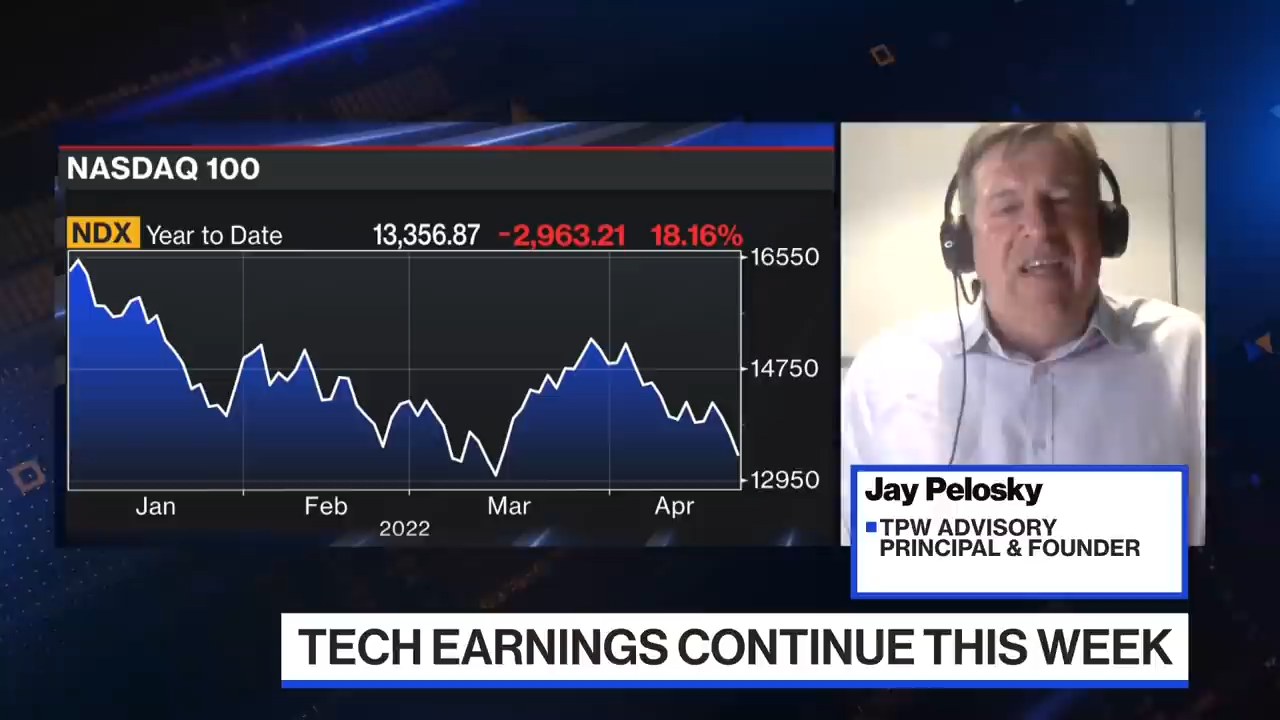 NASDAQ 100
NDX Year to Date 13,356.87 -2,963.21 18.16%
16550
14750
12950
Jan Feb Mar Apr
2022
Jay Pelosky
TPW ADVISORY
PRINCIPAL & FOUNDER
TECH EARNINGS CONTINUE THIS WEEK